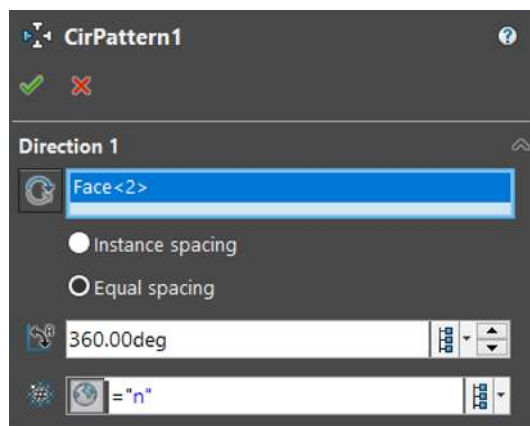 CirPattern1
Direction 1
Face<2>
Instance spacing
Equal spacing
360.00deg
="n"